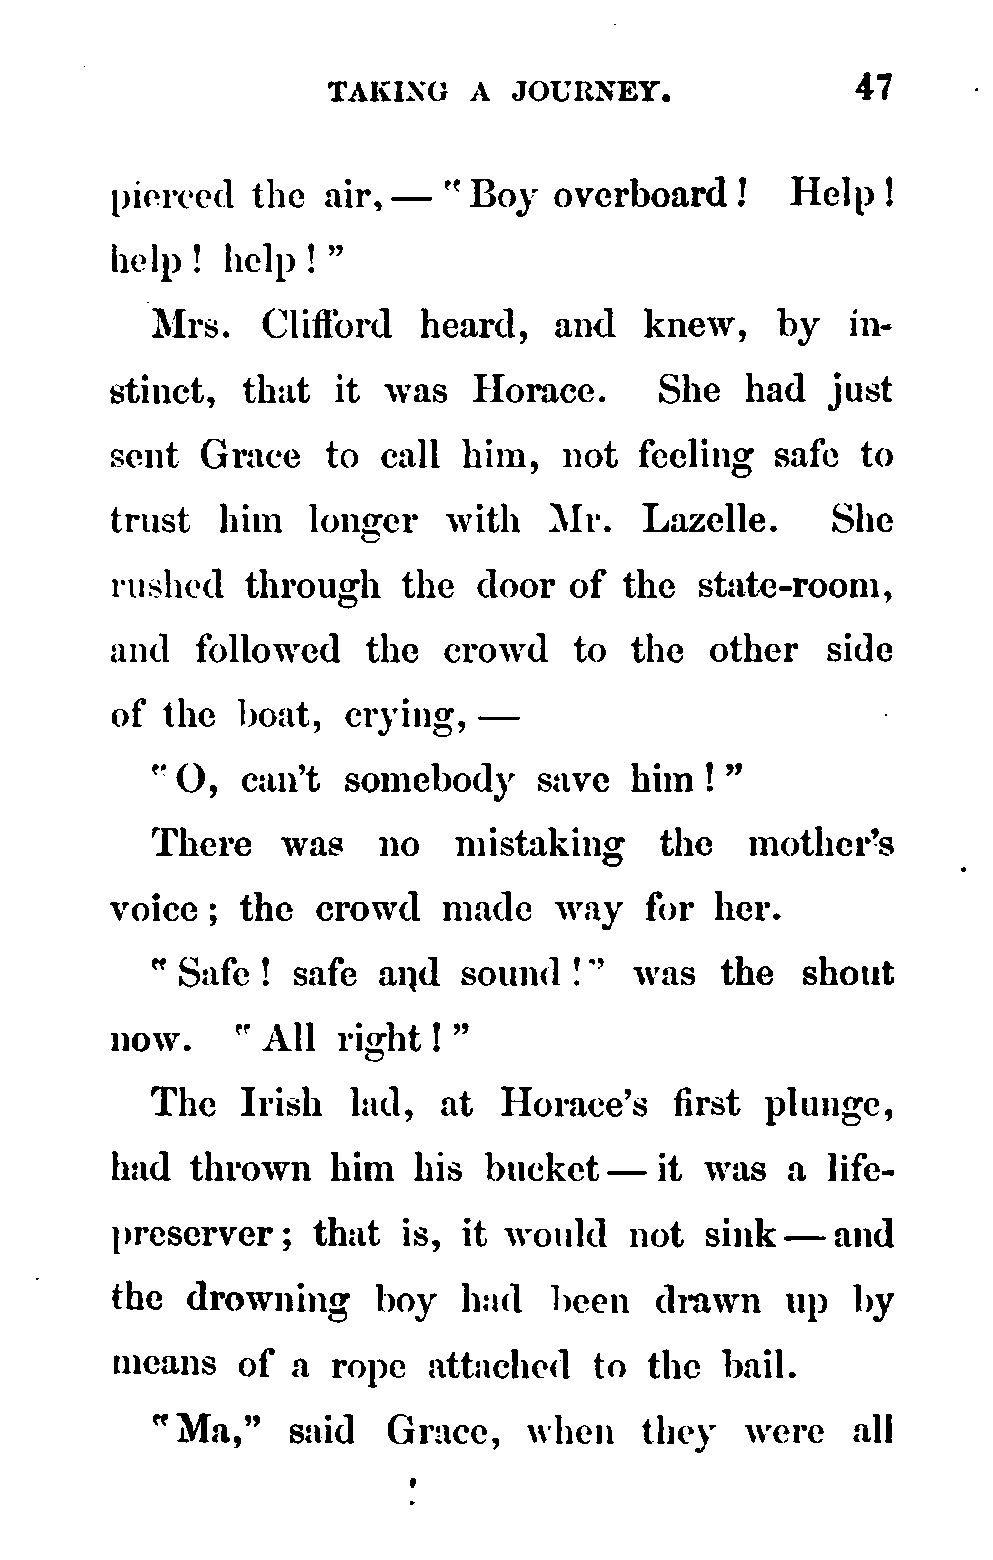 TAKING A JOURNEY. 47
pierced the air, — "Boy overboard! Help!
help! help!"
Mrs. Clifford heard, and knew, by in-
stinct, that it was Horace. She had just
sent Grace to call him, not feeling safe to
trust him longer with Mr. Lazelle. She
rushed through the door of the state-room,
and followed the crowd to the other side
of the boat, crying, —
"O, can't somebody save him!"
There was no mistaking the mother's
voice; the crowd made way for her.
"Safe! safe and sound!" was the shout
now. "All right!"
The Irish lad, at Horace's first plunge,
had thrown him his bucket — it was a life-
preserver; that is, it would not sink — and
the drowning boy had been drawn up by
means of a rope attached to the bail.
"Ma," said Grace, when they were all